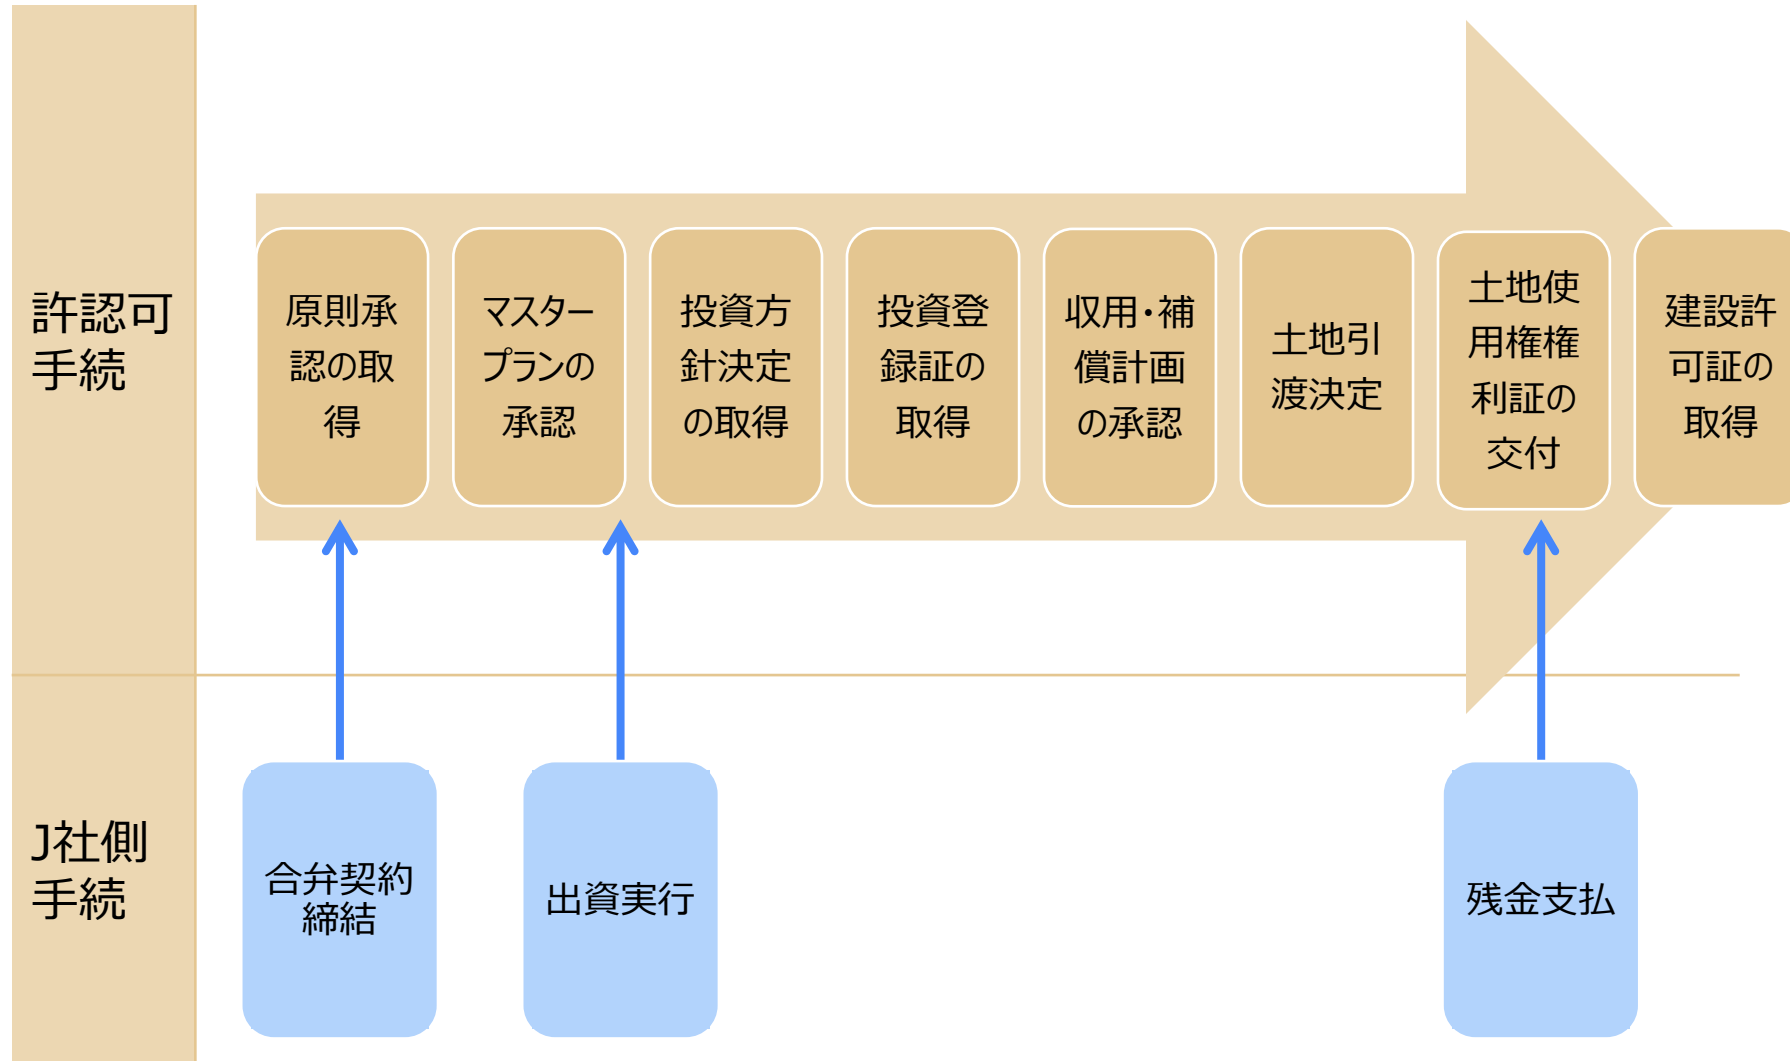 許認可
手続
原則承
認の取
得
マスター
プランの
承認
投資方
針決定
の取得
投資登
録証の
取得
収用・補
償計画
の承認
土地引
渡決定
土地使
用権権
利証の
交付
建設許
可証の
取得
J社側
手続
合弁契約
締結
出資実行
残金支払